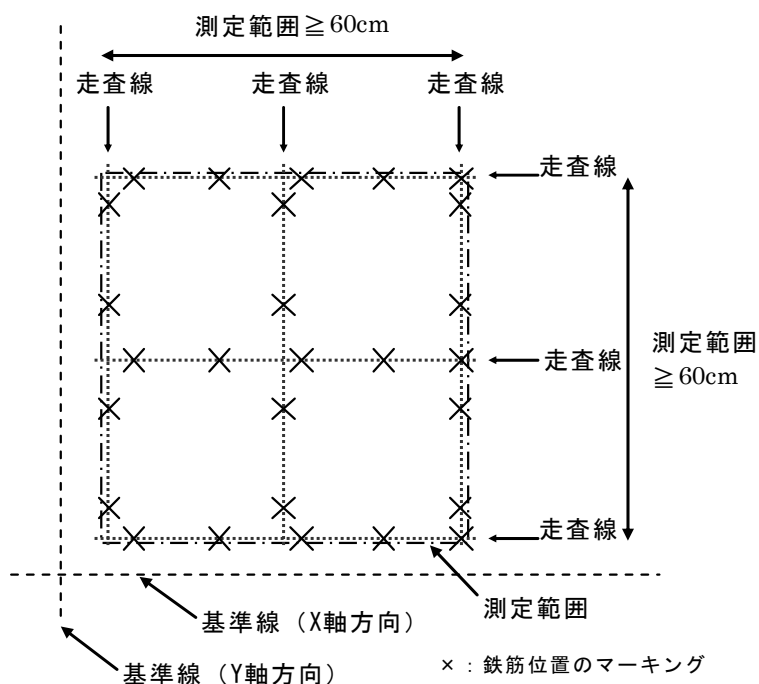 測定範囲≧60cm
走査線 走査線 走査線
走査線
測定範囲
≧60cm
走査線
走査線
測定範囲
基準線（X軸方向）
基準線（Y軸方向）
×：鉄筋位置のマーキング